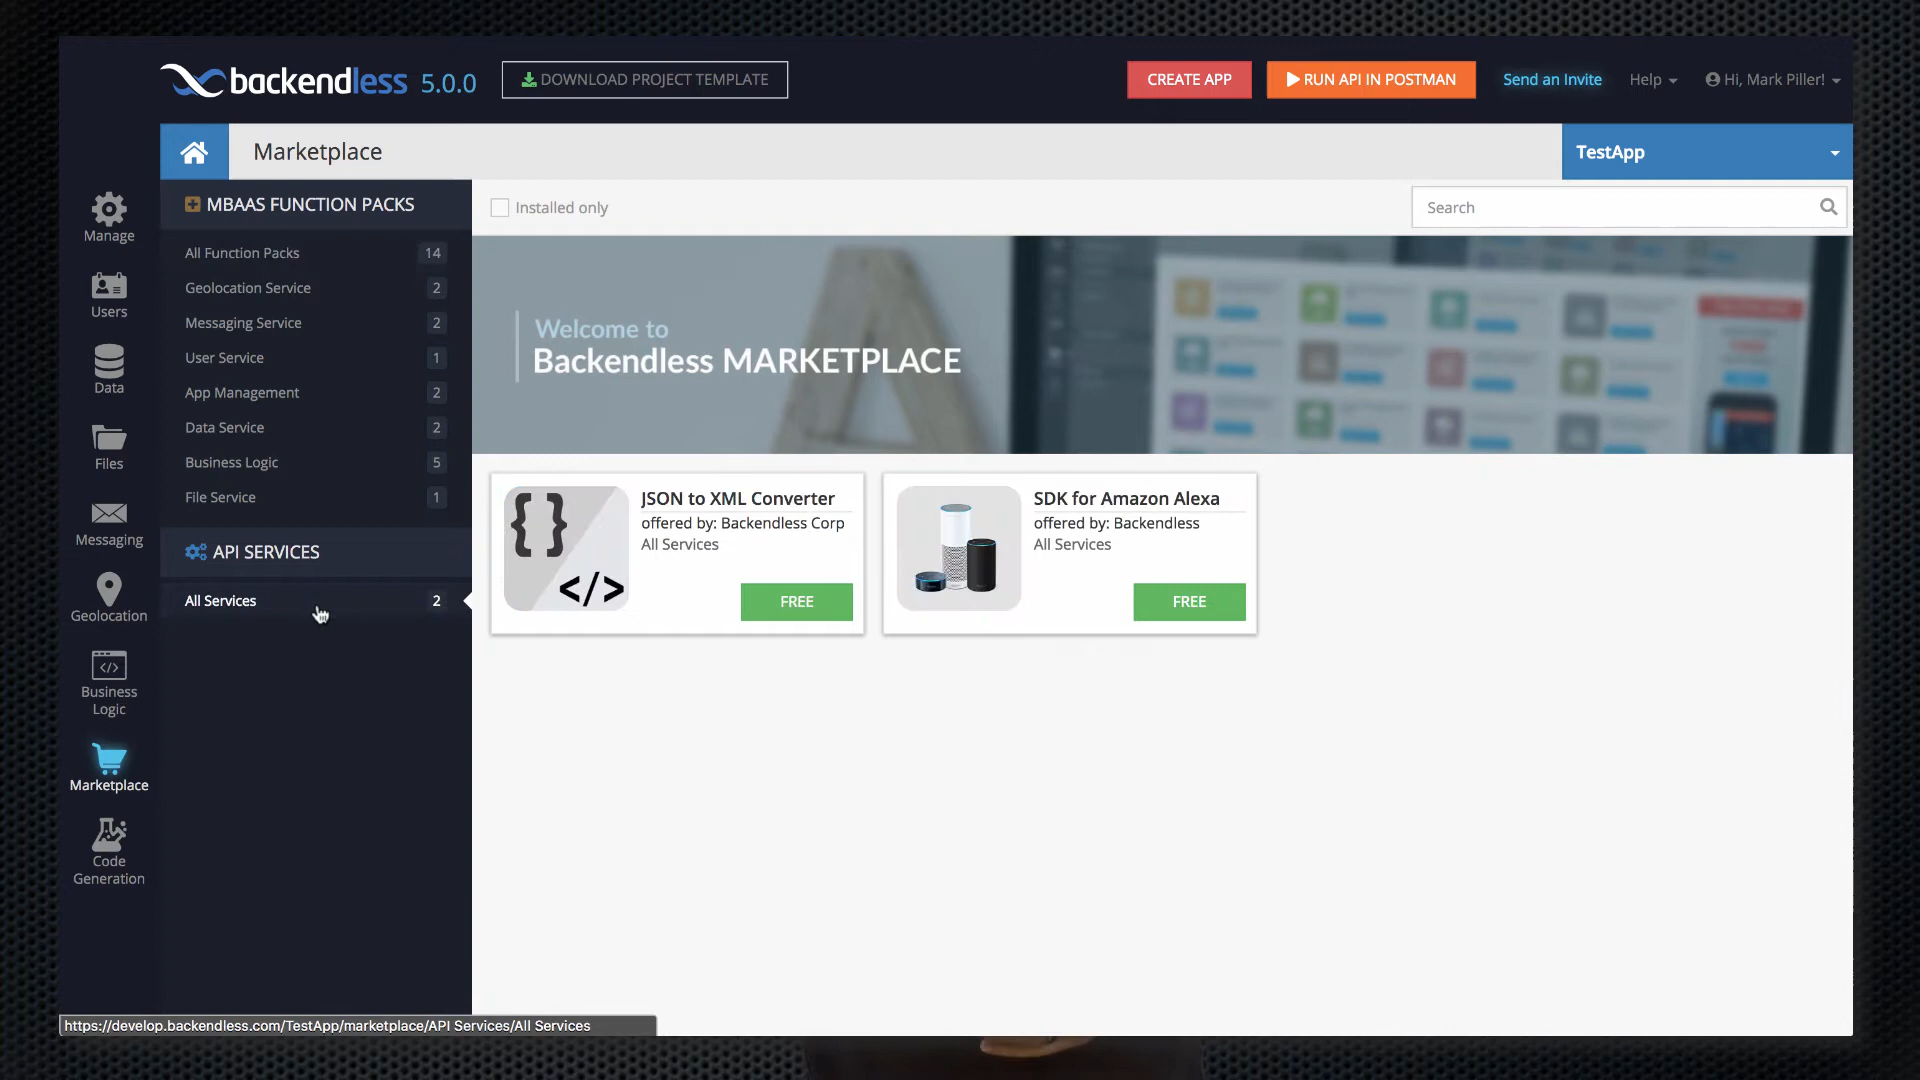 backendless 5.0.0
DOWNLOAD PROJECT TEMPLATE
CREATE APP
RUN API IN POSTMAN
Send an Invite
Help
Hi, Mark Piller!
Marketplace
TestApp
Manage
Users
Data
Files
Messaging
Geolocation
Business
Logic
Marketplace
Code
Generation
MBAAS FUNCTION PACKS
All Function Packs 14
Geolocation Service 2
Messaging Service 2
User Service 1
App Management 2
Data Service 2
Business Logic 5
File Service 1
API SERVICES
All Services 2
Installed only
Search
Welcome to
Backendless MARKETPLACE
{} </>
JSON to XML Converter
offered by: Backendless Corp
All Services
FREE
SDK for Amazon Alexa
offered by: Backendless
All Services
FREE
https://develop.backendless.com/TestApp/marketplace/API Services/All Services